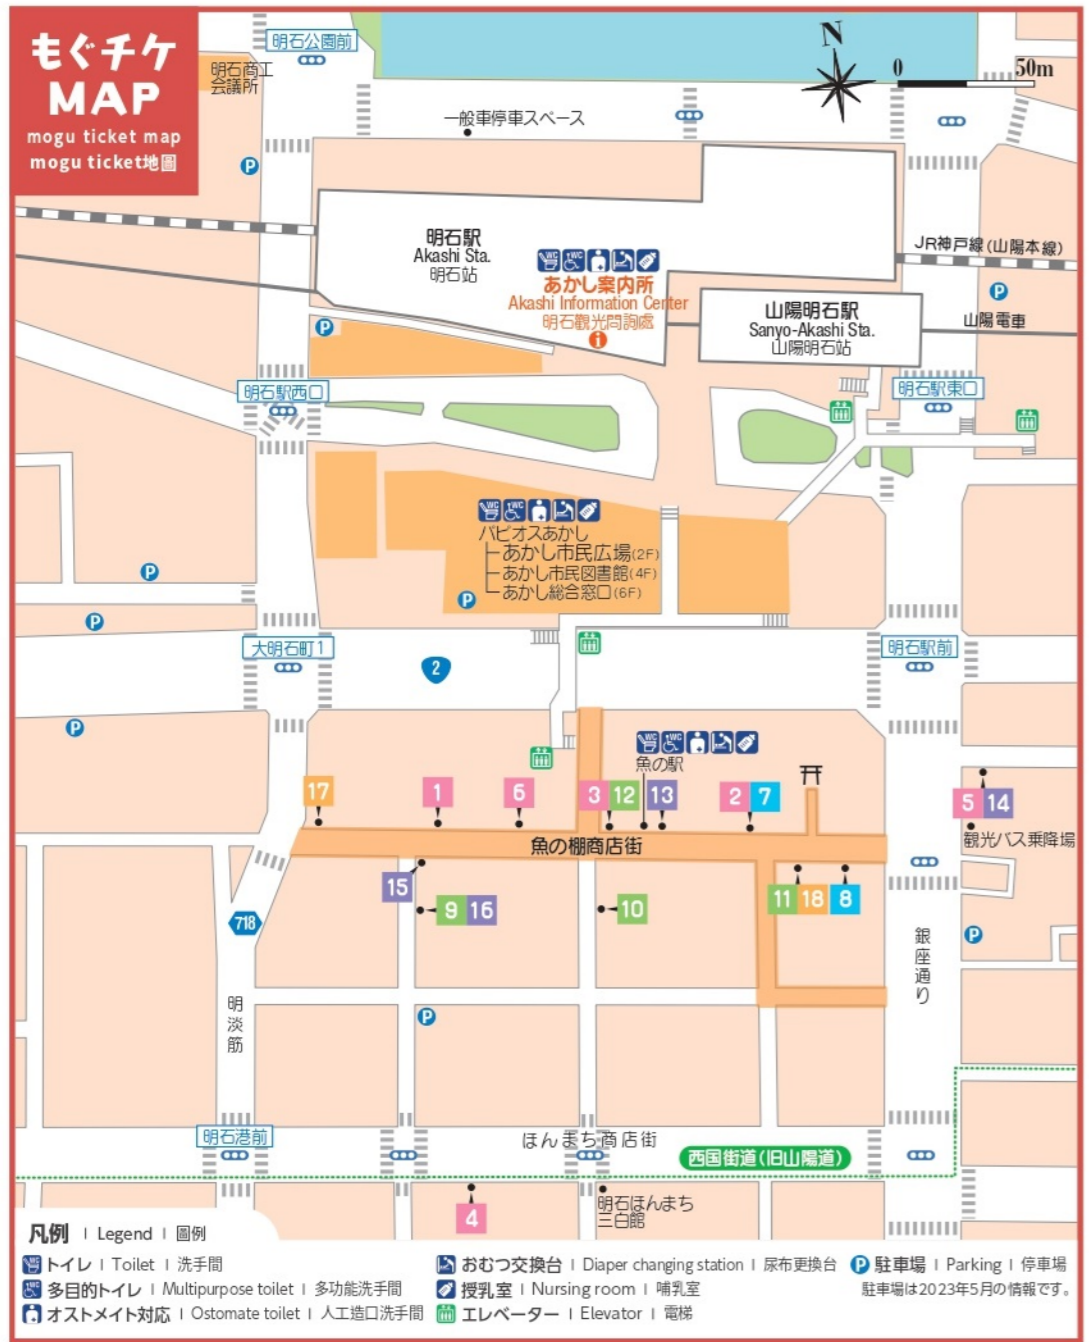 もぐチケ
MAP
mogu ticket map
mogu ticket地圖
明石公園前
明石商工
会議所
N
0 50m
一般車停車スペース
P
明石駅
Akashi Sta.
明石站
JR神戸線(山陽本線)
WC WC
あかし案内所
Akashi Information Center
明石觀光問詢處
i
山陽明石駅
Sanyo-Akashi Sta.
山陽明石站
P
山陽電車
P
明石駅西口
明石駅東口
WC WC
パピオスあかし
あかし市民広場(2F)
あかし市民図書館(4F)
あかし総合窓口(6F)
P
P
P
大明石町1
2
明石駅前
P
WC WC
魚の駅
17
1
6
3 12
13
2 7
5 14
観光バス乗降場
魚の棚商店街
15
9 16
10
11 18
8
718
銀座通り
P
明淡筋
P
明石港前
ほんまち商店街
西国街道(旧山陽道)
4
明石ほんまち
三白館
凡例 | Legend | 圖例
WC トイレ | Toilet | 洗手間
WC 多目的トイレ | Multipurpose toilet | 多功能洗手間
オストメイト対応 | Ostomate toilet | 人工造口洗手間
おむつ交換台 | Diaper changing station | 尿布更換台
授乳室 | Nursing room | 哺乳室
エレベーター | Elevator | 電梯
P 駐車場 | Parking | 停車場
駐車場は2023年5月の情報です。